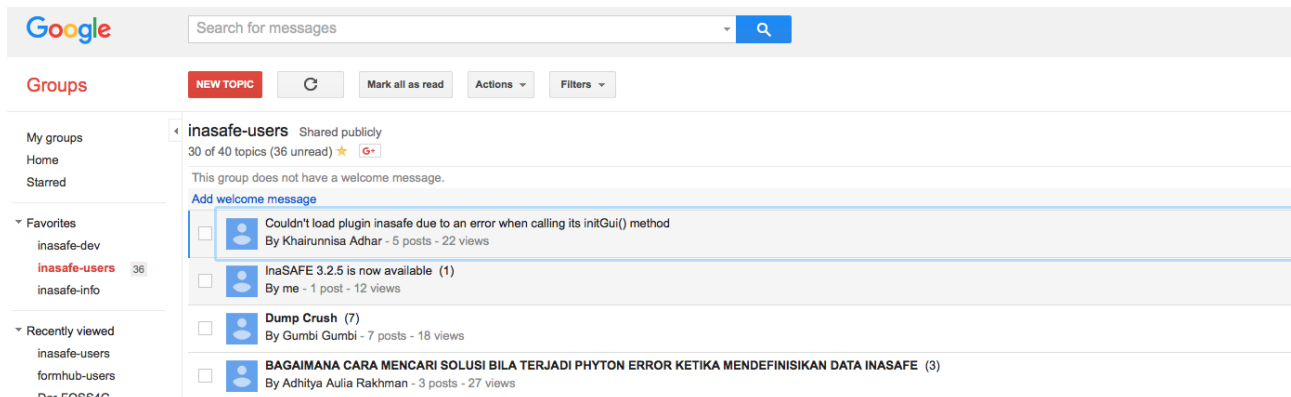 Google
Search for messages
Groups
NEW TOPIC
Mark all as read
Actions
Filters
My groups
Home
Starred
Favorites
inasafe-dev
inasafe-users 36
inasafe-info
Recently viewed
inasafe-users
formhub-users
inasafe-users Shared publicly
30 of 40 topics (36 unread) G+
This group does not have a welcome message.
Add welcome message
Couldn't load plugin inasafe due to an error when calling its initGui() method
By Khairunnisa Adhar - 5 posts - 22 views
InaSAFE 3.2.5 is now available (1)
By me - 1 post - 12 views
Dump Crush (7)
By Gumbi Gumbi - 7 posts - 18 views
BAGAIMANA CARA MENCARI SOLUSI BILA TERJADI PHYTON ERROR KETIKA MENDEFINISIKAN DATA INASAFE (3)
By Adhitya Aulia Rakhman - 3 posts - 27 views